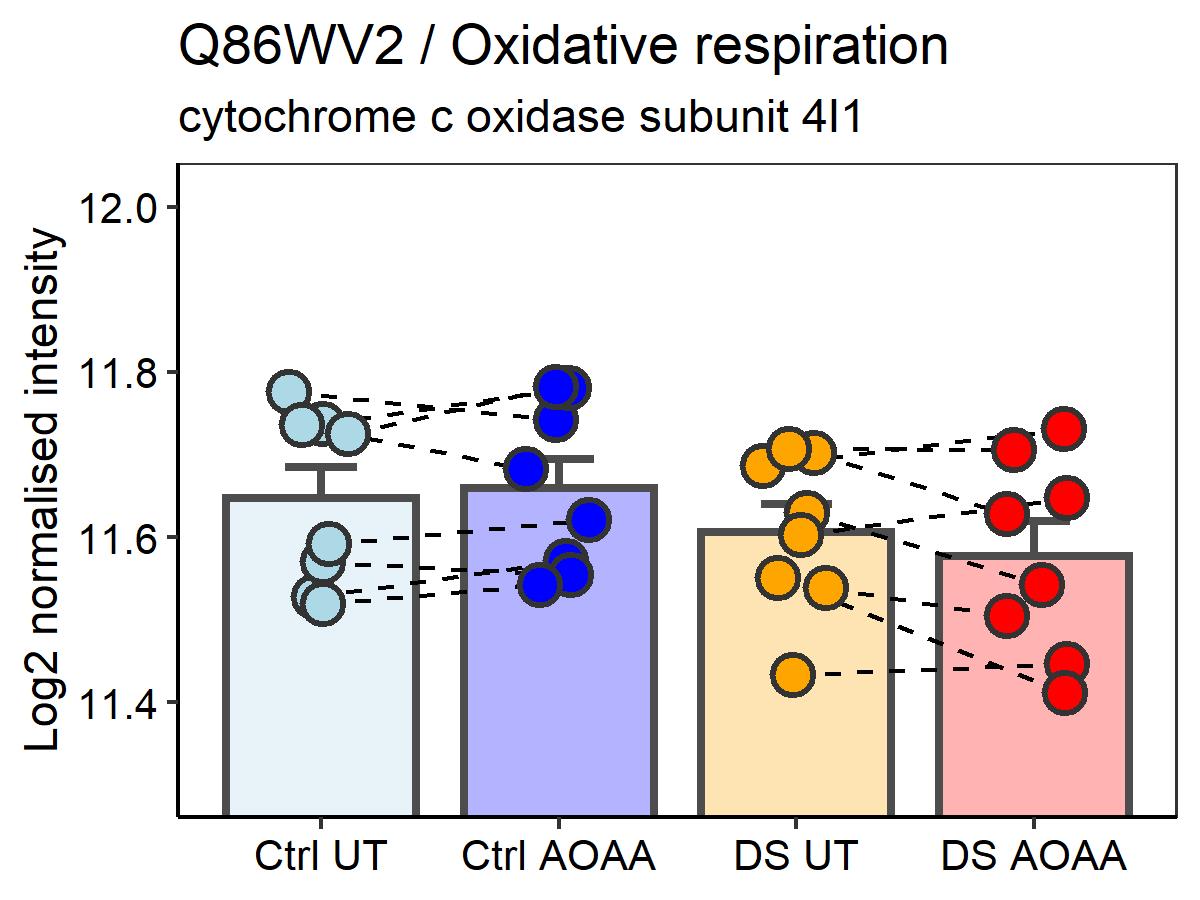 Q86WV2 / Oxidative respiration
cytochrome c oxidase subunit 4I1
Log2 normalised intensity
12.0
11.8
11.6
11.4
Ctrl UT
Ctrl AOAA
DS UT
DS AOAA